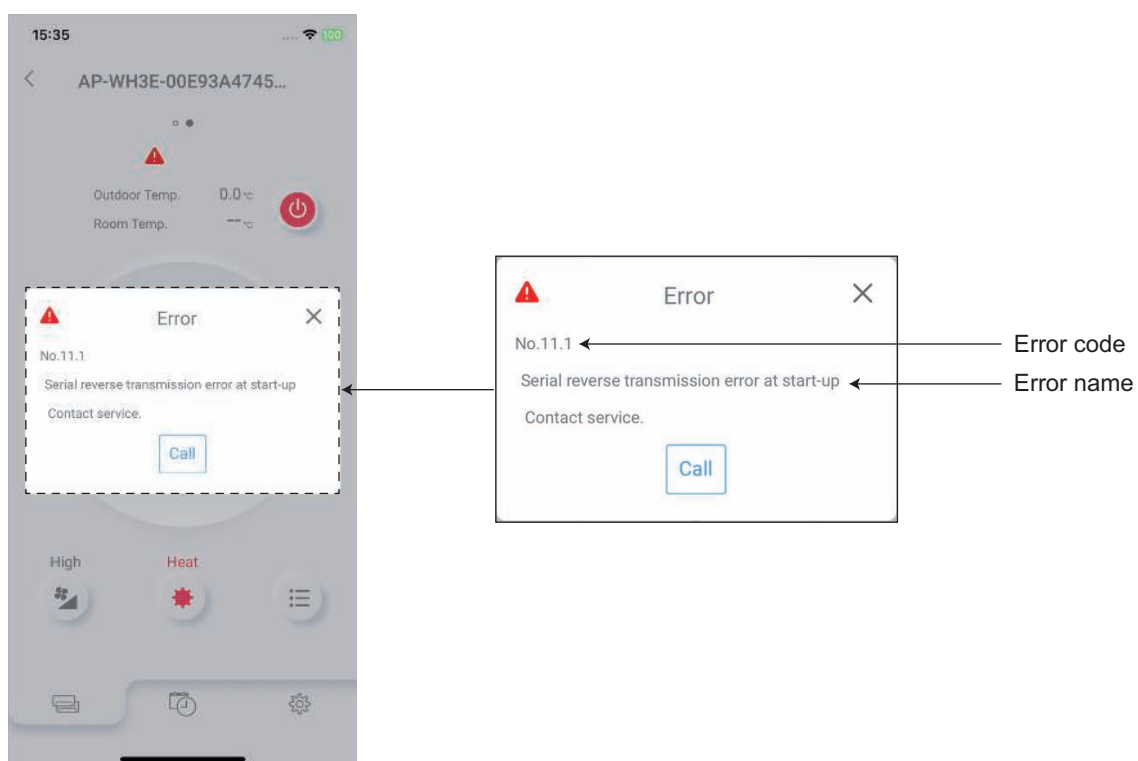 15:35
100
AP-WH3E-00E93A4745...
Outdoor Temp. 0.0 °C
Room Temp. -- °C
Error
No.11.1
Serial reverse transmission error at start-up
Contact service.
Call
High
Heat
Error
No.11.1
Serial reverse transmission error at start-up
Contact service.
Call
Error code
Error name